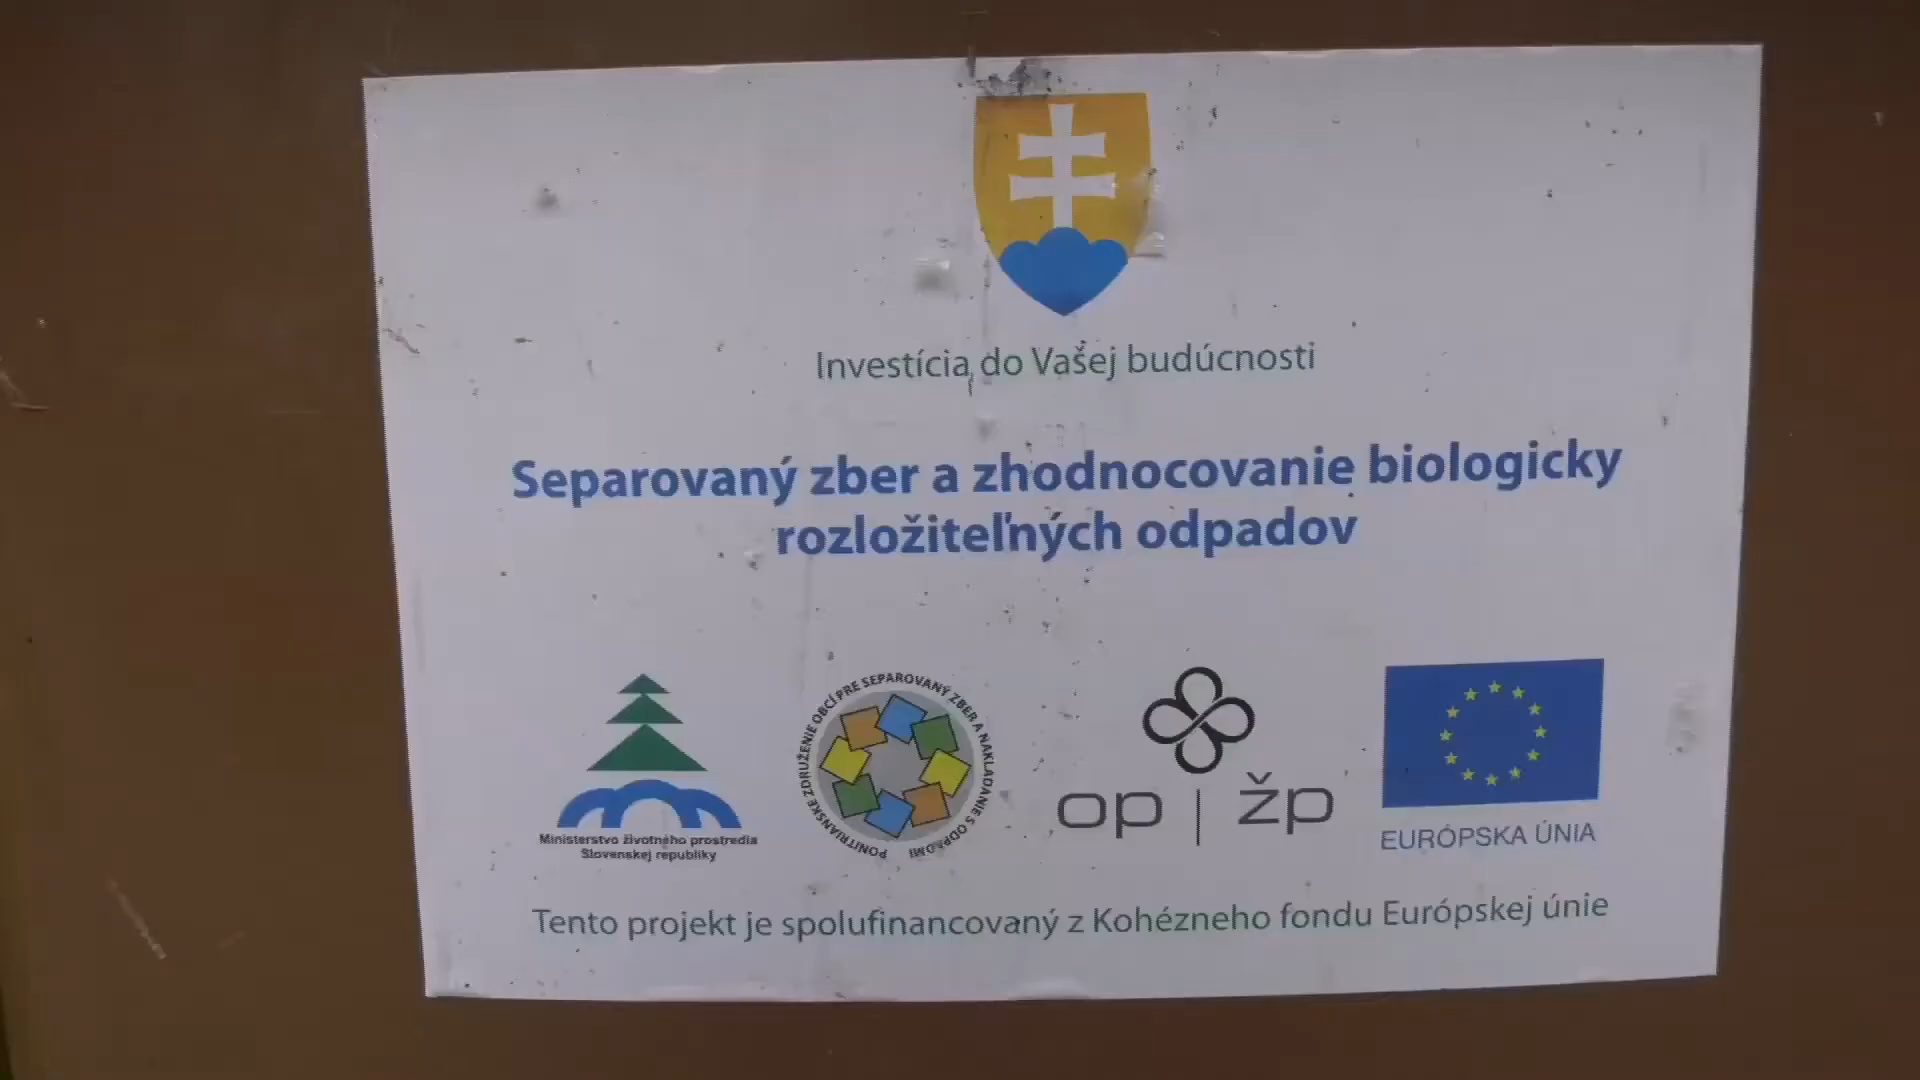 Investícia do Vašej budúcnosti
Separovaný zber a zhodnocovanie biologicky
rozložiteľných odpadov
Ministerstvo životného prostredia
Slovenskej republiky
PONITRIANSKE ZDRUŽENIE OBCÍ PRE SEPAROVANÝ ZBER A NAKLADANIE S ODPADMI
op | žp
EURÓPSKA ÚNIA
Tento projekt je spolufinancovaný z Kohézneho fondu Európskej únie